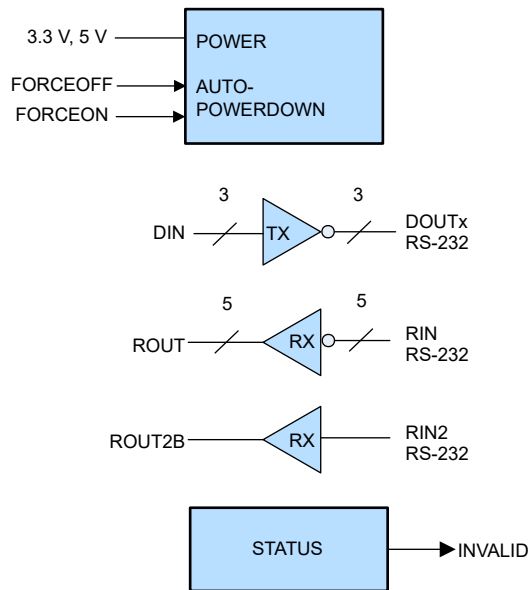 3.3 V, 5 V
POWER
FORCEOFF
AUTO-
FORCEON
POWERDOWN
3
3
DIN
TX
DOUTx
RS-232
5
5
ROUT
RX
RIN
RS-232
ROUT2B
RX
RIN2
RS-232
STATUS
INVALID